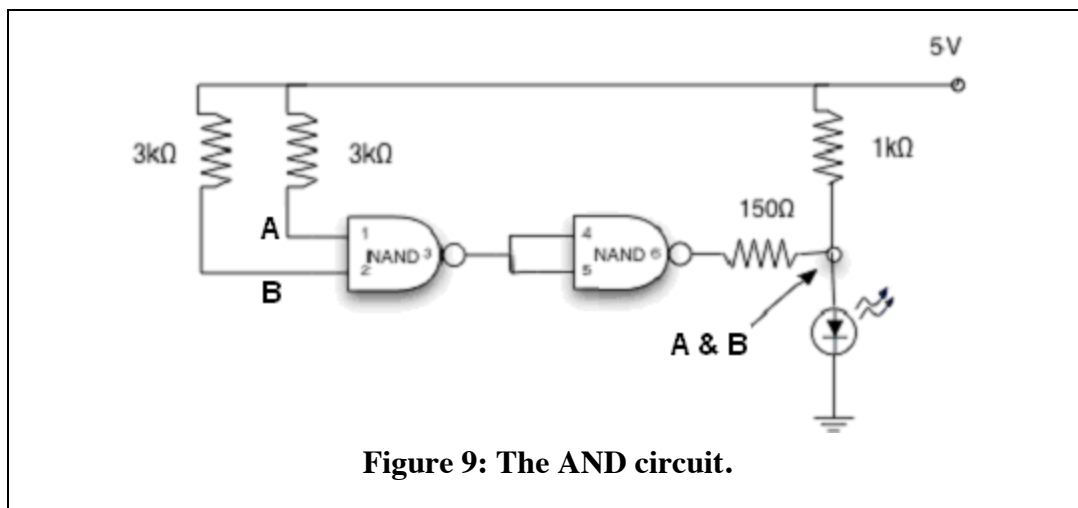 5V
3kΩ
3kΩ
1kΩ
150Ω
A
1
NAND 3
2
B
4
NAND 6
5
A & B
Figure 9: The AND circuit.